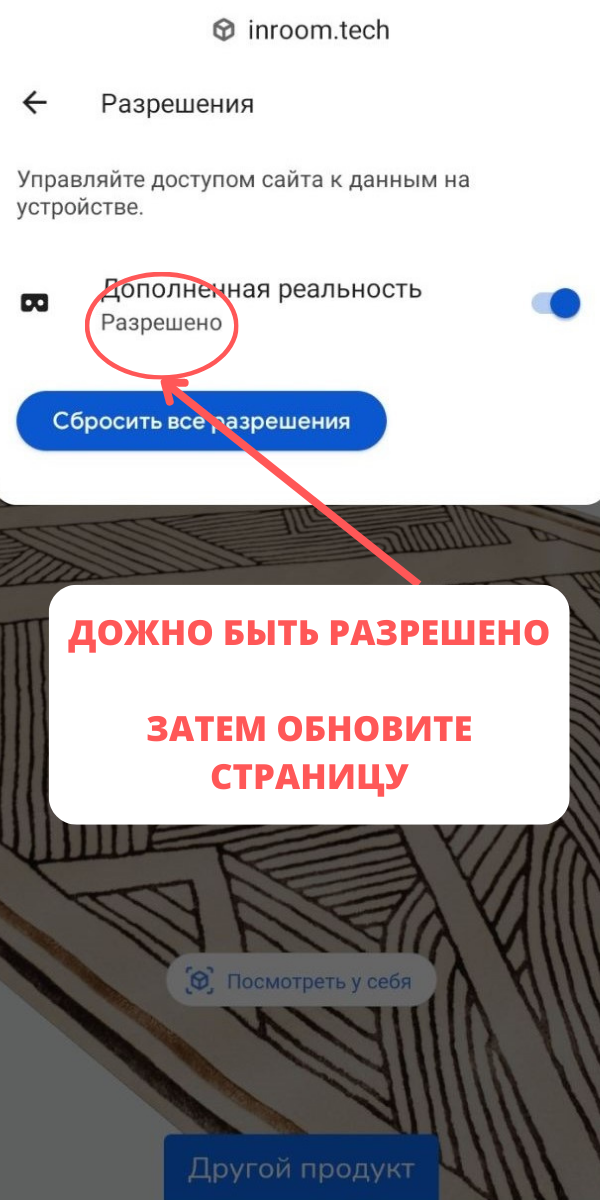 inroom.tech
Разрешения
Управляйте доступом сайта к данным на
устройстве.
Дополненная реальность
Разрешено
Сбросить все разрешения
ДОЖНО БЫТЬ РАЗРЕШЕНО
ЗАТЕМ ОБНОВИТЕ
СТРАНИЦУ
Посмотреть у себя
Другой продукт